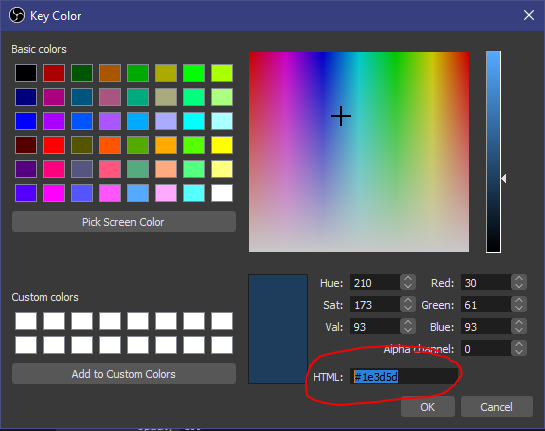 Key Color
Basic colors
Pick Screen Color
Custom colors
Add to Custom Colors
Hue: 210 Red: 30
Sat: 173 Green: 61
Val: 93 Blue: 93
Alpha channel: 0
HTML: #1e3d5d
OK Cancel